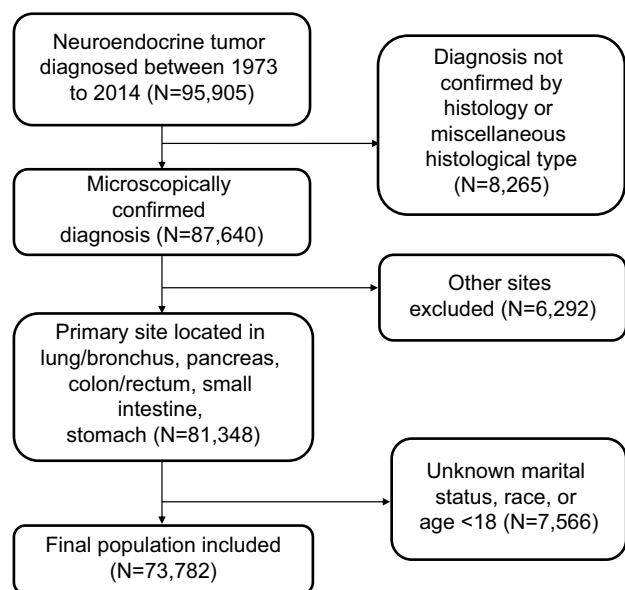 Neuroendocrine tumor
diagnosed between 1973
to 2014 (N=95,905)
Diagnosis not
confirmed by
histology or
miscellaneous
histological type
(N=8,265)
Microscopically
confirmed
diagnosis (N=87,640)
Other sites
excluded (N=6,292)
Primary site located in
lung/bronchus, pancreas,
colon/rectum, small
intestine,
stomach (N=81,348)
Unknown marital
status, race, or
age <18 (N=7,566)
Final population included
(N=73,782)